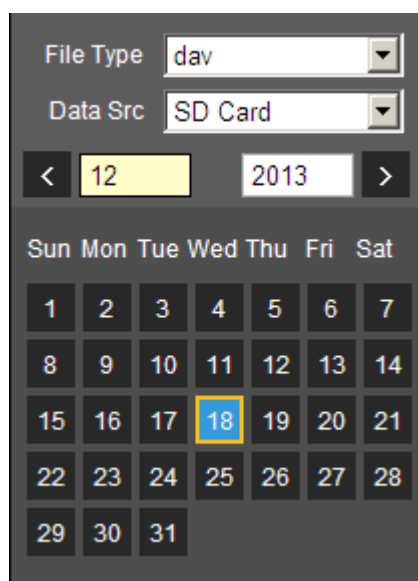 File Type dav
Data Src SD Card
< 12 2013 >
Sun Mon Tue Wed Thu Fri Sat
1 2 3 4 5 6 7
8 9 10 11 12 13 14
15 16 17 18 19 20 21
22 23 24 25 26 27 28
29 30 31